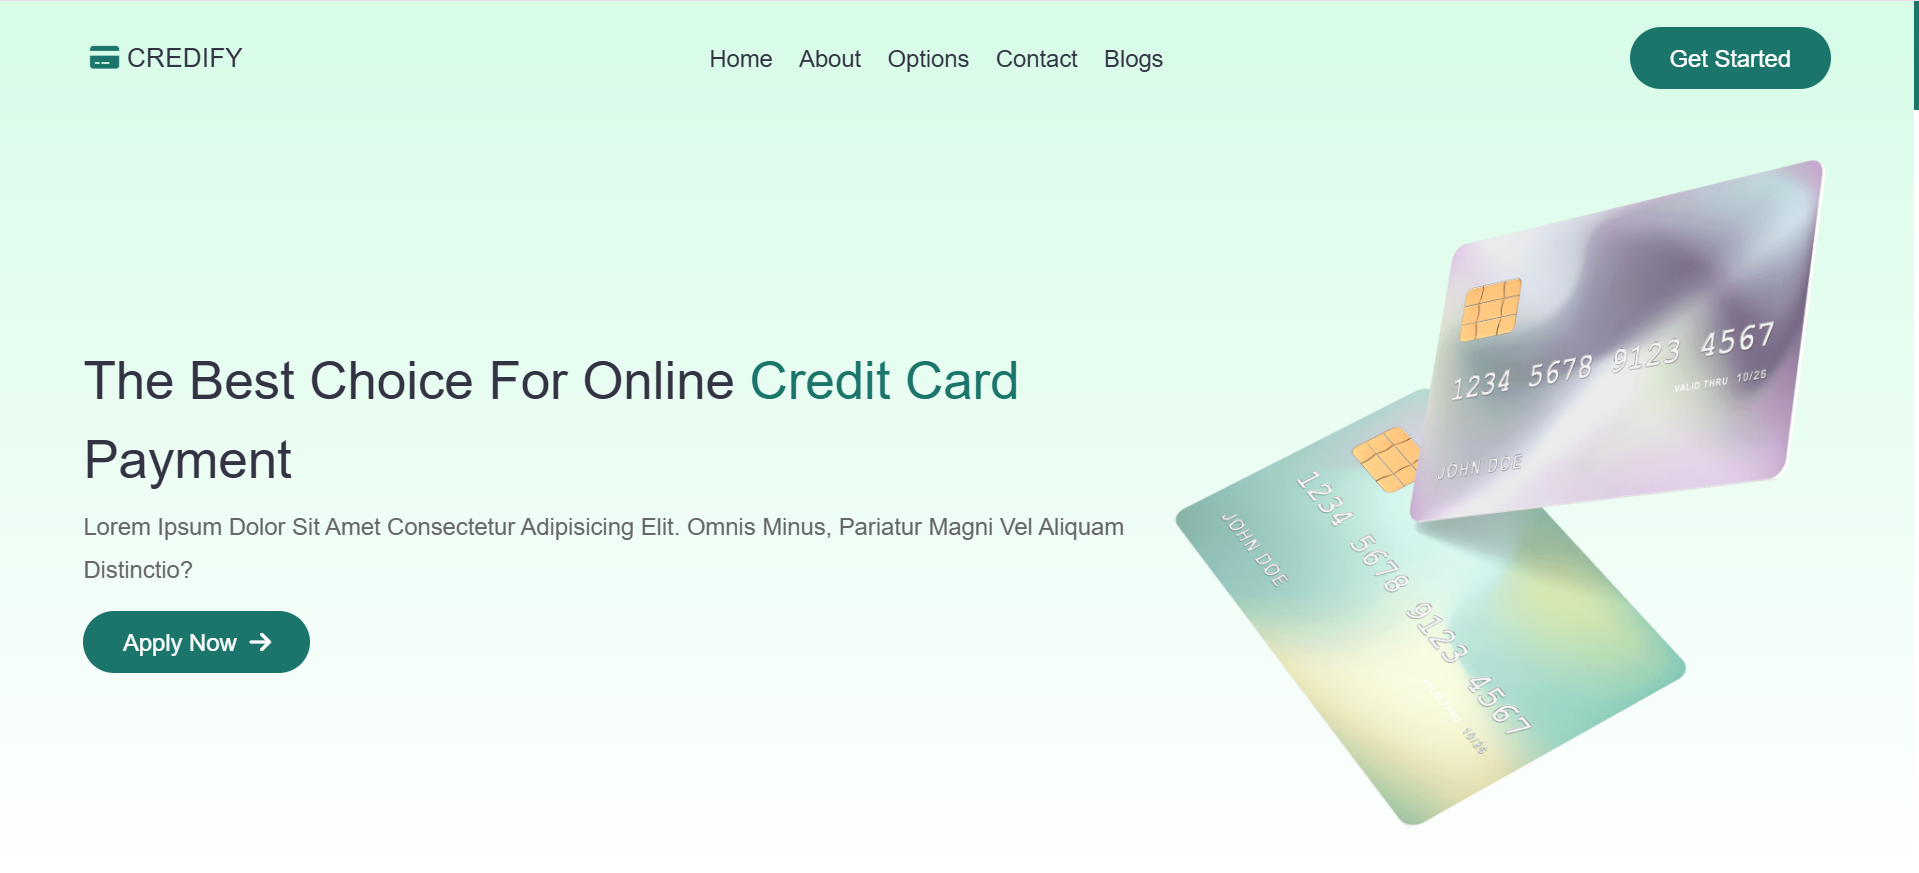 CREDIFY
Home About Options Contact Blogs
Get Started
The Best Choice For Online Credit Card
Payment
Lorem Ipsum Dolor Sit Amet Consectetur Adipisicing Elit. Omnis Minus, Pariatur Magni Vel Aliquam
Distinctio?
Apply Now
1234 5678 9123 4567
VALID THRU 10/26
JOHN DOE
1234 5678 9123 4567
VALID THRU 10/26
JOHN DOE